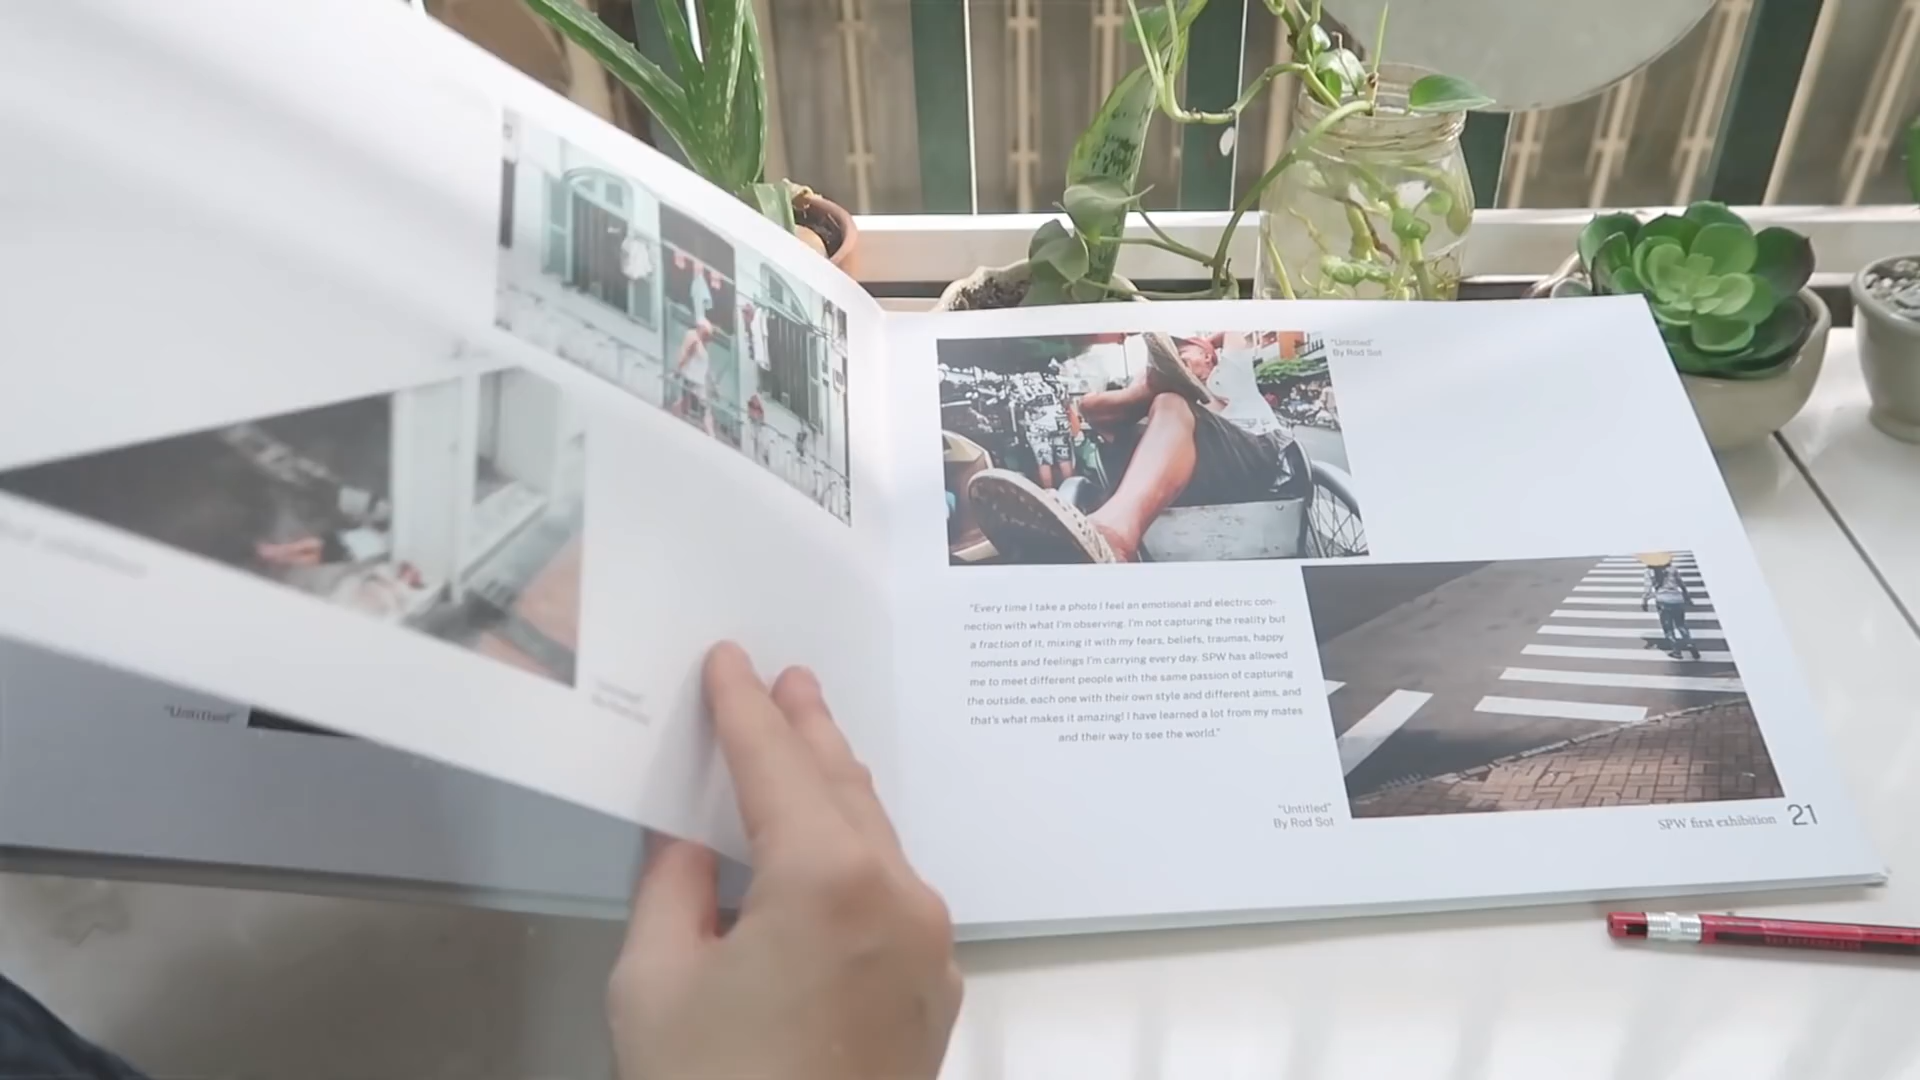 "Untitled"
"Untitled"
By Rod Sot
"Every time I take a photo I feel an emotional and electric con-
nection with what I'm observing. I'm not capturing the reality but
a fraction of it, mixing it with my fears, beliefs, traumas, happy
moments and feelings I'm carrying every day. SPW has allowed
me to meet different people with the same passion of capturing
the outside, each one with their own style and different aims, and
that's what makes it amazing! I have learned a lot from my mates
and their way to see the world."
"Untitled"
By Rod Sot
SPW first exhibition 21